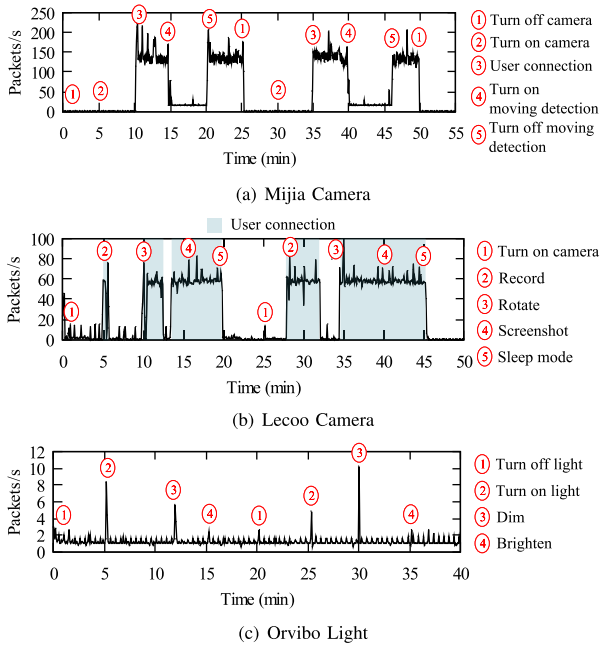 250
200
150
100
50
0
Packets/s
3
4
5
1
3
4
5
1
1
2
2
0 5 10 15 20 25 30 35 40 45 50 55
Time (min)
1 Turn off camera
2 Turn on camera
3 User connection
4 Turn on
moving detection
5 Turn off moving
detection
(a) Mijia Camera
User connection
100
80
60
40
20
0
Packets/s
2
3
4
5
2
3
4
5
1
1
0 5 10 15 20 25 30 35 40 45 50
Time (min)
1 Turn on camera
2 Record
3 Rotate
4 Screenshot
5 Sleep mode
(b) Lecoo Camera
12
10
8
6
4
2
0
Packets/s
1
2
3
4
1
2
3
4
0 5 10 15 20 25 30 35 40
Time (min)
1 Turn off light
2 Turn on light
3 Dim
4 Brighten
(c) Orvibo Light